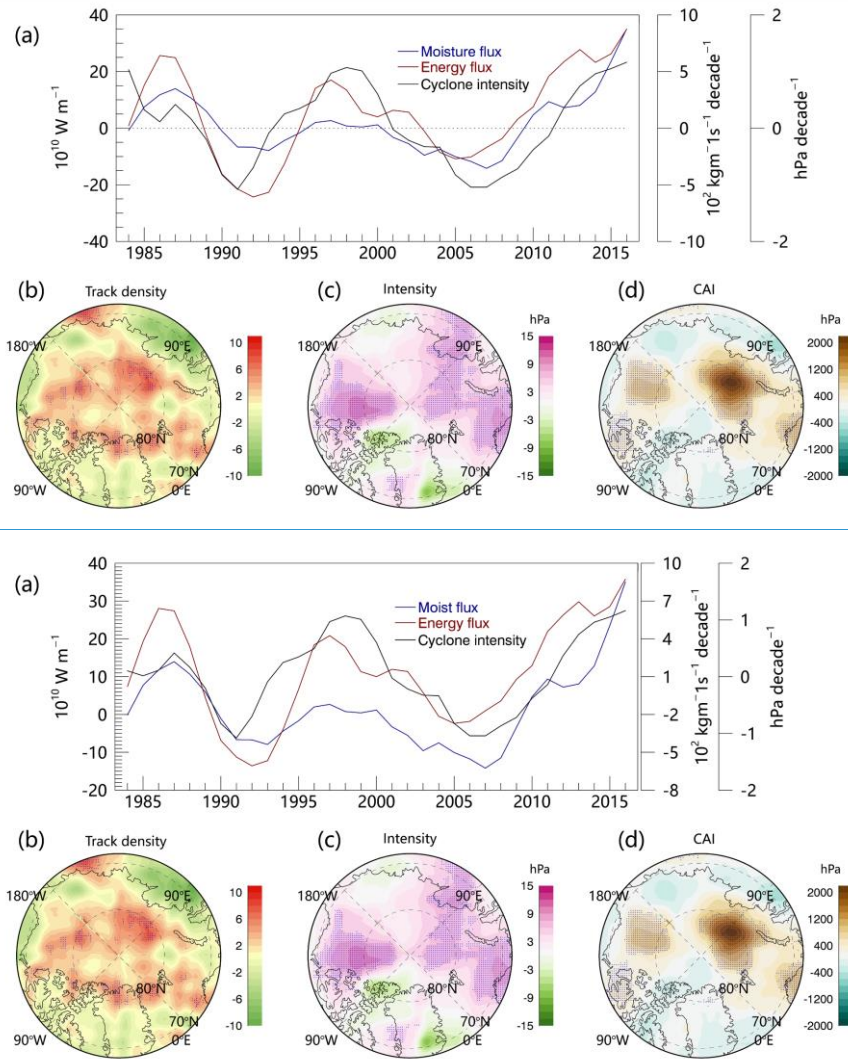 (a)
40
20
0
-20
-40
10¹⁰ W m⁻¹
Moisture flux
Energy flux
Cyclone intensity
10
5
0
-5
-10
10² kgm⁻¹s⁻¹ decade⁻¹
2
1
0
-1
-2
hPa decade⁻¹
1985 1990 1995 2000 2005 2010 2015
(b) Track density
180°W 90°E
80°N
70°N
90°W 0°E
10
6
2
-2
-6
-10
(c) Intensity
hPa
180°W 90°E
80°N
70°N
90°W 0°E
15
9
3
-3
-9
-15
(d) CAI
hPa
180°W 90°E
80°N
70°N
90°W 0°E
2000
1200
400
-400
-1200
-2000
(a)
40
30
20
10
0
-10
-20
10¹⁰ W m⁻¹
Moist flux
Energy flux
Cyclone intensity
10
7
4
1
-2
-5
-8
10² kgm⁻1s⁻¹ decade⁻¹
2
1
0
-1
-2
hPa decade⁻¹
1985 1990 1995 2000 2005 2010 2015
(b) Track density
180°W 90°E
80°N
70°N
90°W 0°E
10
6
2
-2
-6
-10
(c) Intensity
hPa
180°W 90°E
80°N
70°N
90°W 0°E
15
9
3
-3
-9
-15
(d) CAI
hPa
180°W 90°E
80°N
70°N
90°W 0°E
2000
1200
400
-400
-1200
-2000